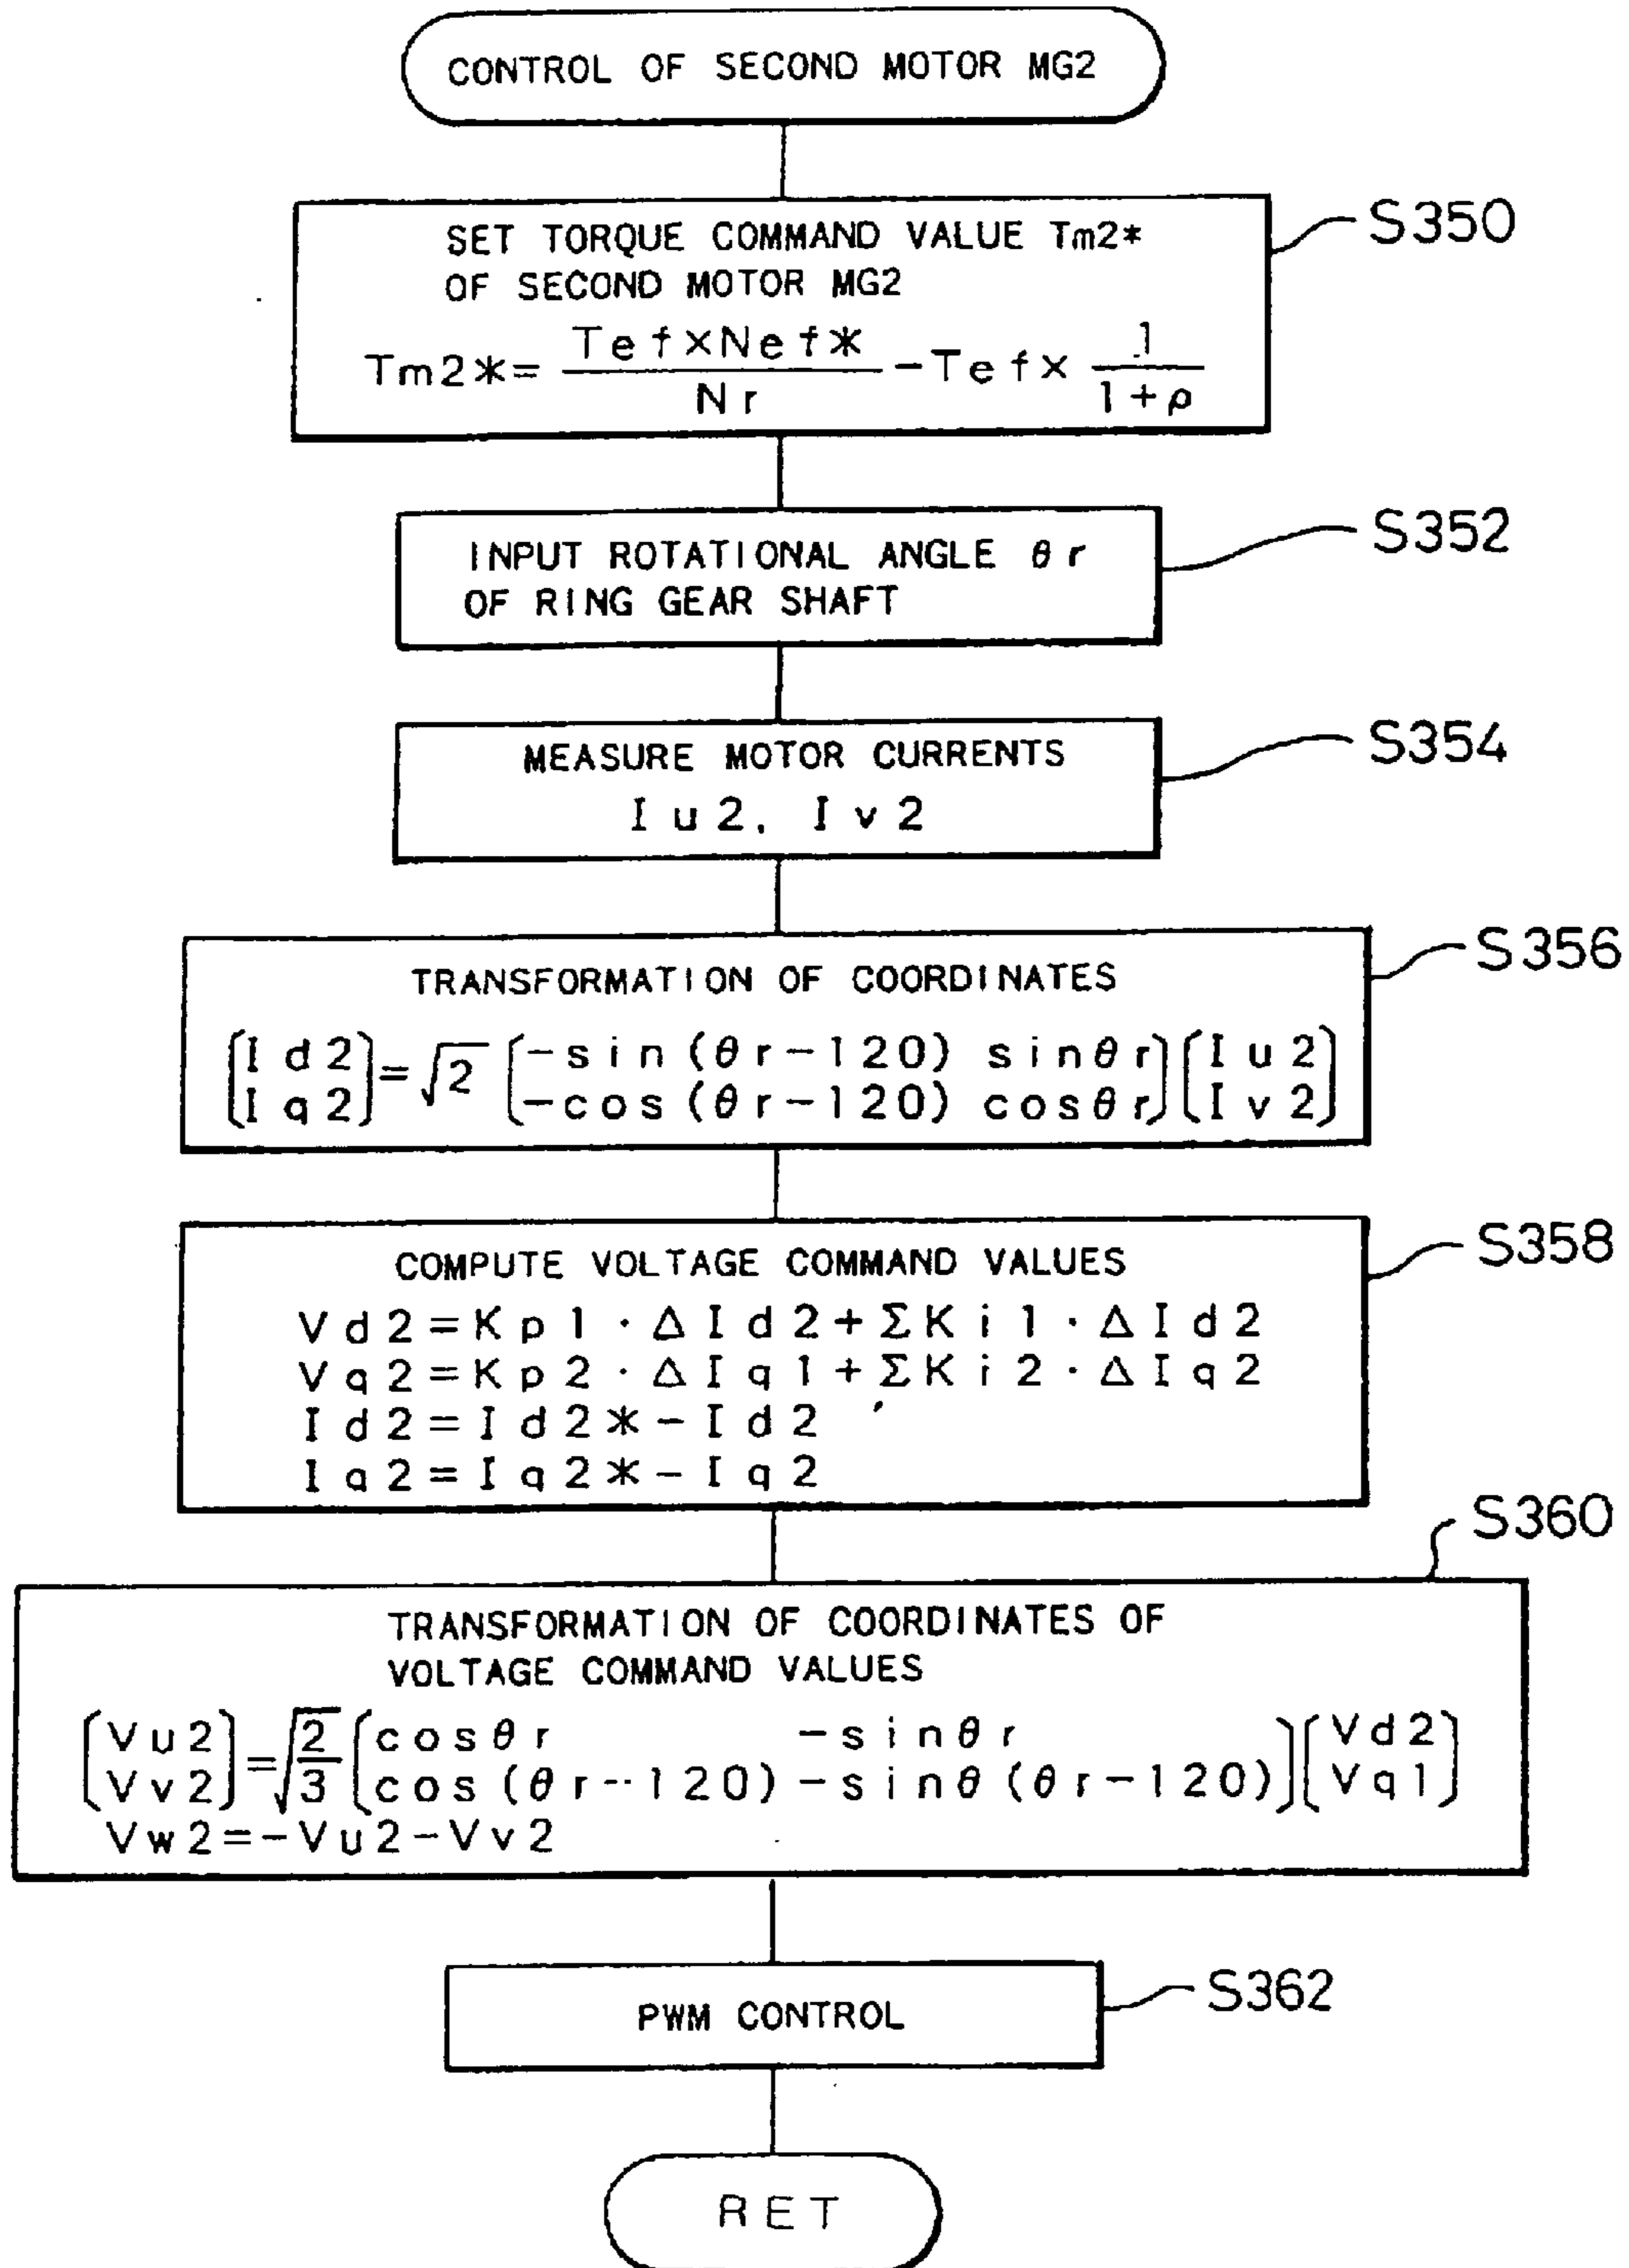 CONTROL OF SECOND MOTOR MG2
S350
SET TORQUE COMMAND VALUE Tm2*
OF SECOND MOTOR MG2
Tm2*= Tef×Nef*/Nr −Tef× 1/1+ρ
S352
INPUT ROTATIONAL ANGLE θr
OF RING GEAR SHAFT
S354
MEASURE MOTOR CURRENTS
Iu2, Iv2
S356
TRANSFORMATION OF COORDINATES
[Id2]=√2 [−sin(θr−120) sinθr][Iu2]
[Iq2] [−cos(θr−120) cosθr][Iv2]
S358
COMPUTE VOLTAGE COMMAND VALUES
Vd2=Kp1·ΔId2+ΣKi1·ΔId2
Vq2=Kp2·ΔIq1+ΣKi2·ΔIq2
Id2=Id2*−Id2
Iq2=Iq2*−Iq2
S360
TRANSFORMATION OF COORDINATES OF
VOLTAGE COMMAND VALUES
[Vu2]=√2/3 [cosθr −sinθr][Vd2]
[Vv2] [cos(θr−120) −sinθ(θr−120)][Vq1]
Vw2=−Vu2−Vv2
S362
PWM CONTROL
RET